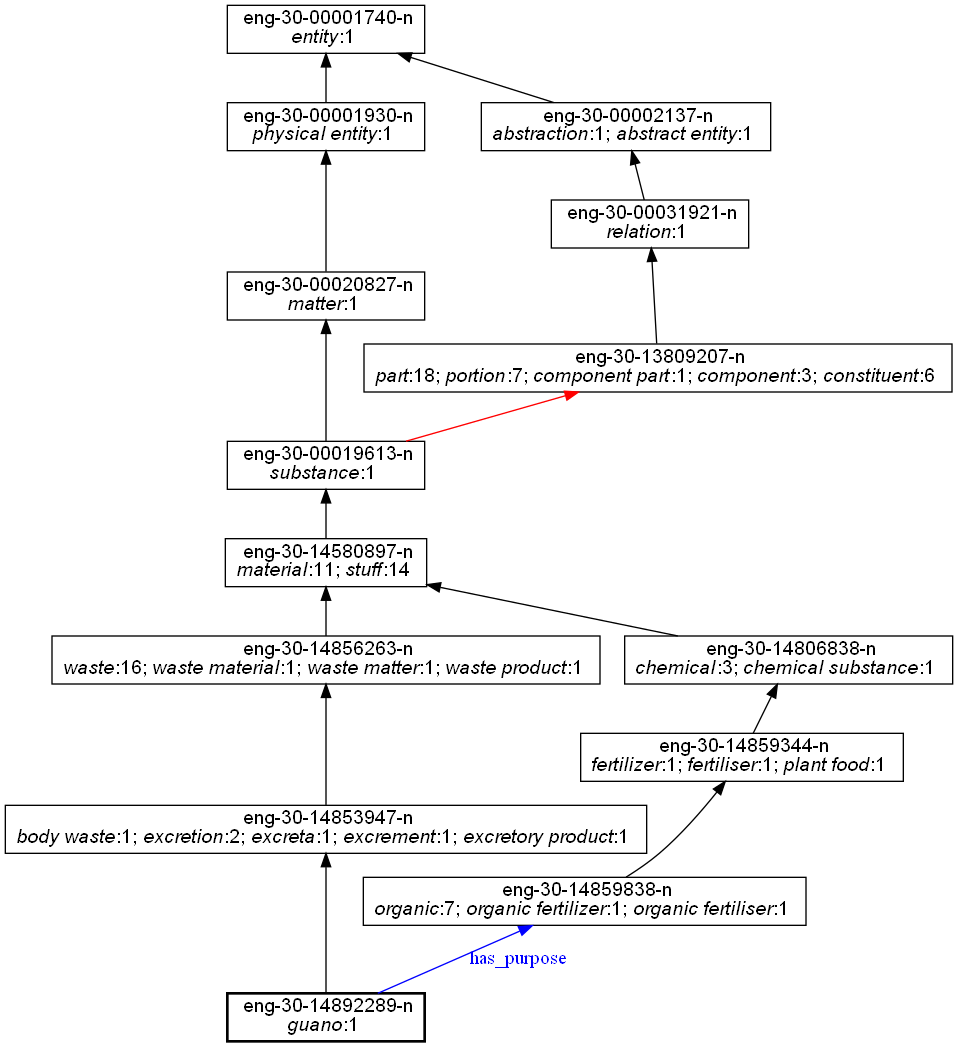 eng-30-00001740-n
entity:1
eng-30-00001930-n
physical entity:1
eng-30-00002137-n
abstraction:1; abstract entity:1
eng-30-00031921-n
relation:1
eng-30-00020827-n
matter:1
eng-30-13809207-n
part:18; portion:7; component part:1; component:3; constituent:6
eng-30-00019613-n
substance:1
eng-30-14580897-n
material:11; stuff:14
eng-30-14856263-n
waste:16; waste material:1; waste matter:1; waste product:1
eng-30-14806838-n
chemical:3; chemical substance:1
eng-30-14859344-n
fertilizer:1; fertiliser:1; plant food:1
eng-30-14853947-n
body waste:1; excretion:2; excreta:1; excrement:1; excretory product:1
eng-30-14859838-n
organic:7; organic fertilizer:1; organic fertiliser:1
has_purpose
eng-30-14892289-n
guano:1